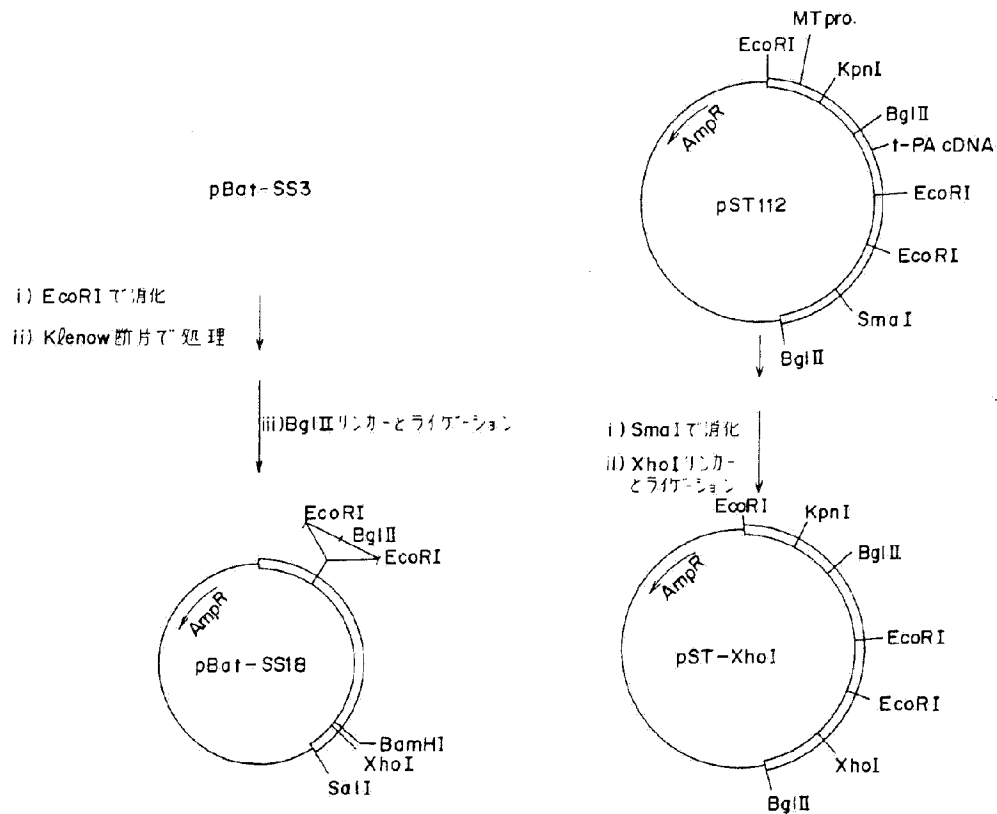 pBat-SS3
i) EcoRIで消化
ii) Klenow断片で処理
iii)BglIIリンカーとライゲーション
EcoRI
BglII
EcoRI
AmpR
pBat-SS18
BamHI
XhoI
SalI
MT pro.
EcoRI
KpnI
BglII
t-PA cDNA
AmpR
pST112
EcoRI
EcoRI
SmaI
BglII
i) SmaIで消化
ii) XhoIリンカー
とライゲーション
EcoRI
KpnI
BglII
AmpR
EcoRI
pST-XhoI
EcoRI
XhoI
BglII